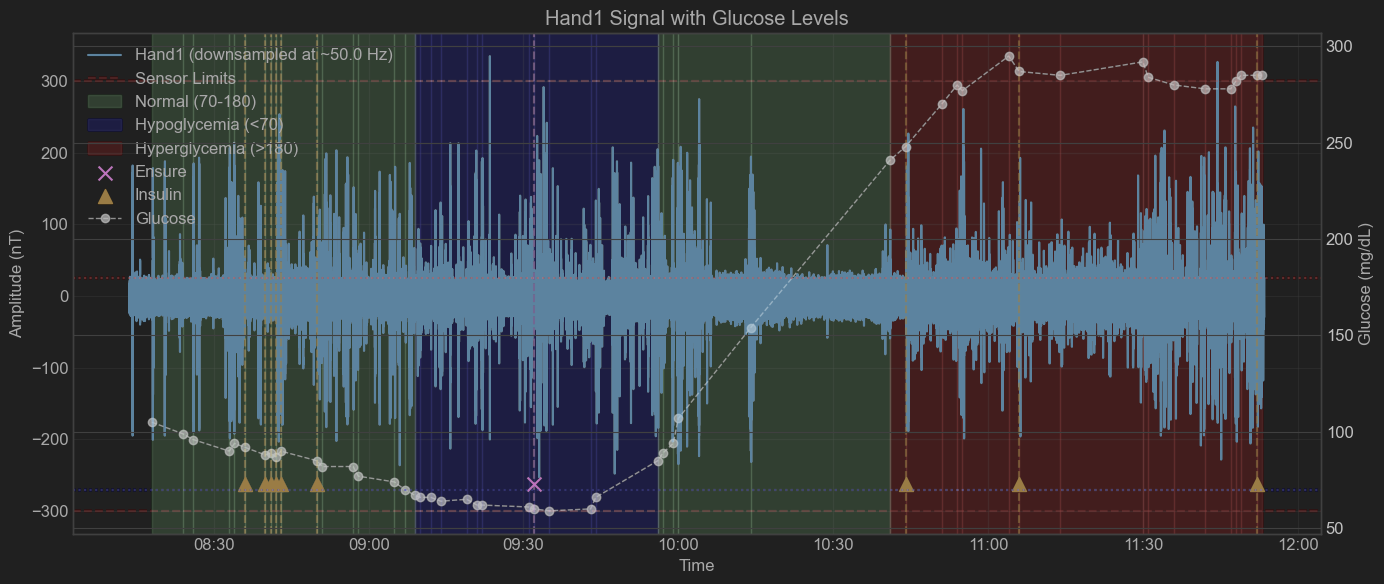 Hand1 Signal with Glucose Levels
Hand1 (downsampled at ~50.0 Hz)
Sensor Limits
Normal (70-180)
Hypoglycemia (<70)
Hyperglycemia (>180)
Ensure
Insulin
Glucose
300
200
100
0
−100
−200
−300
Amplitude (nT)
300
250
200
150
100
50
Glucose (mg/dL)
08:30 09:00 09:30 10:00 10:30 11:00 11:30 12:00
Time